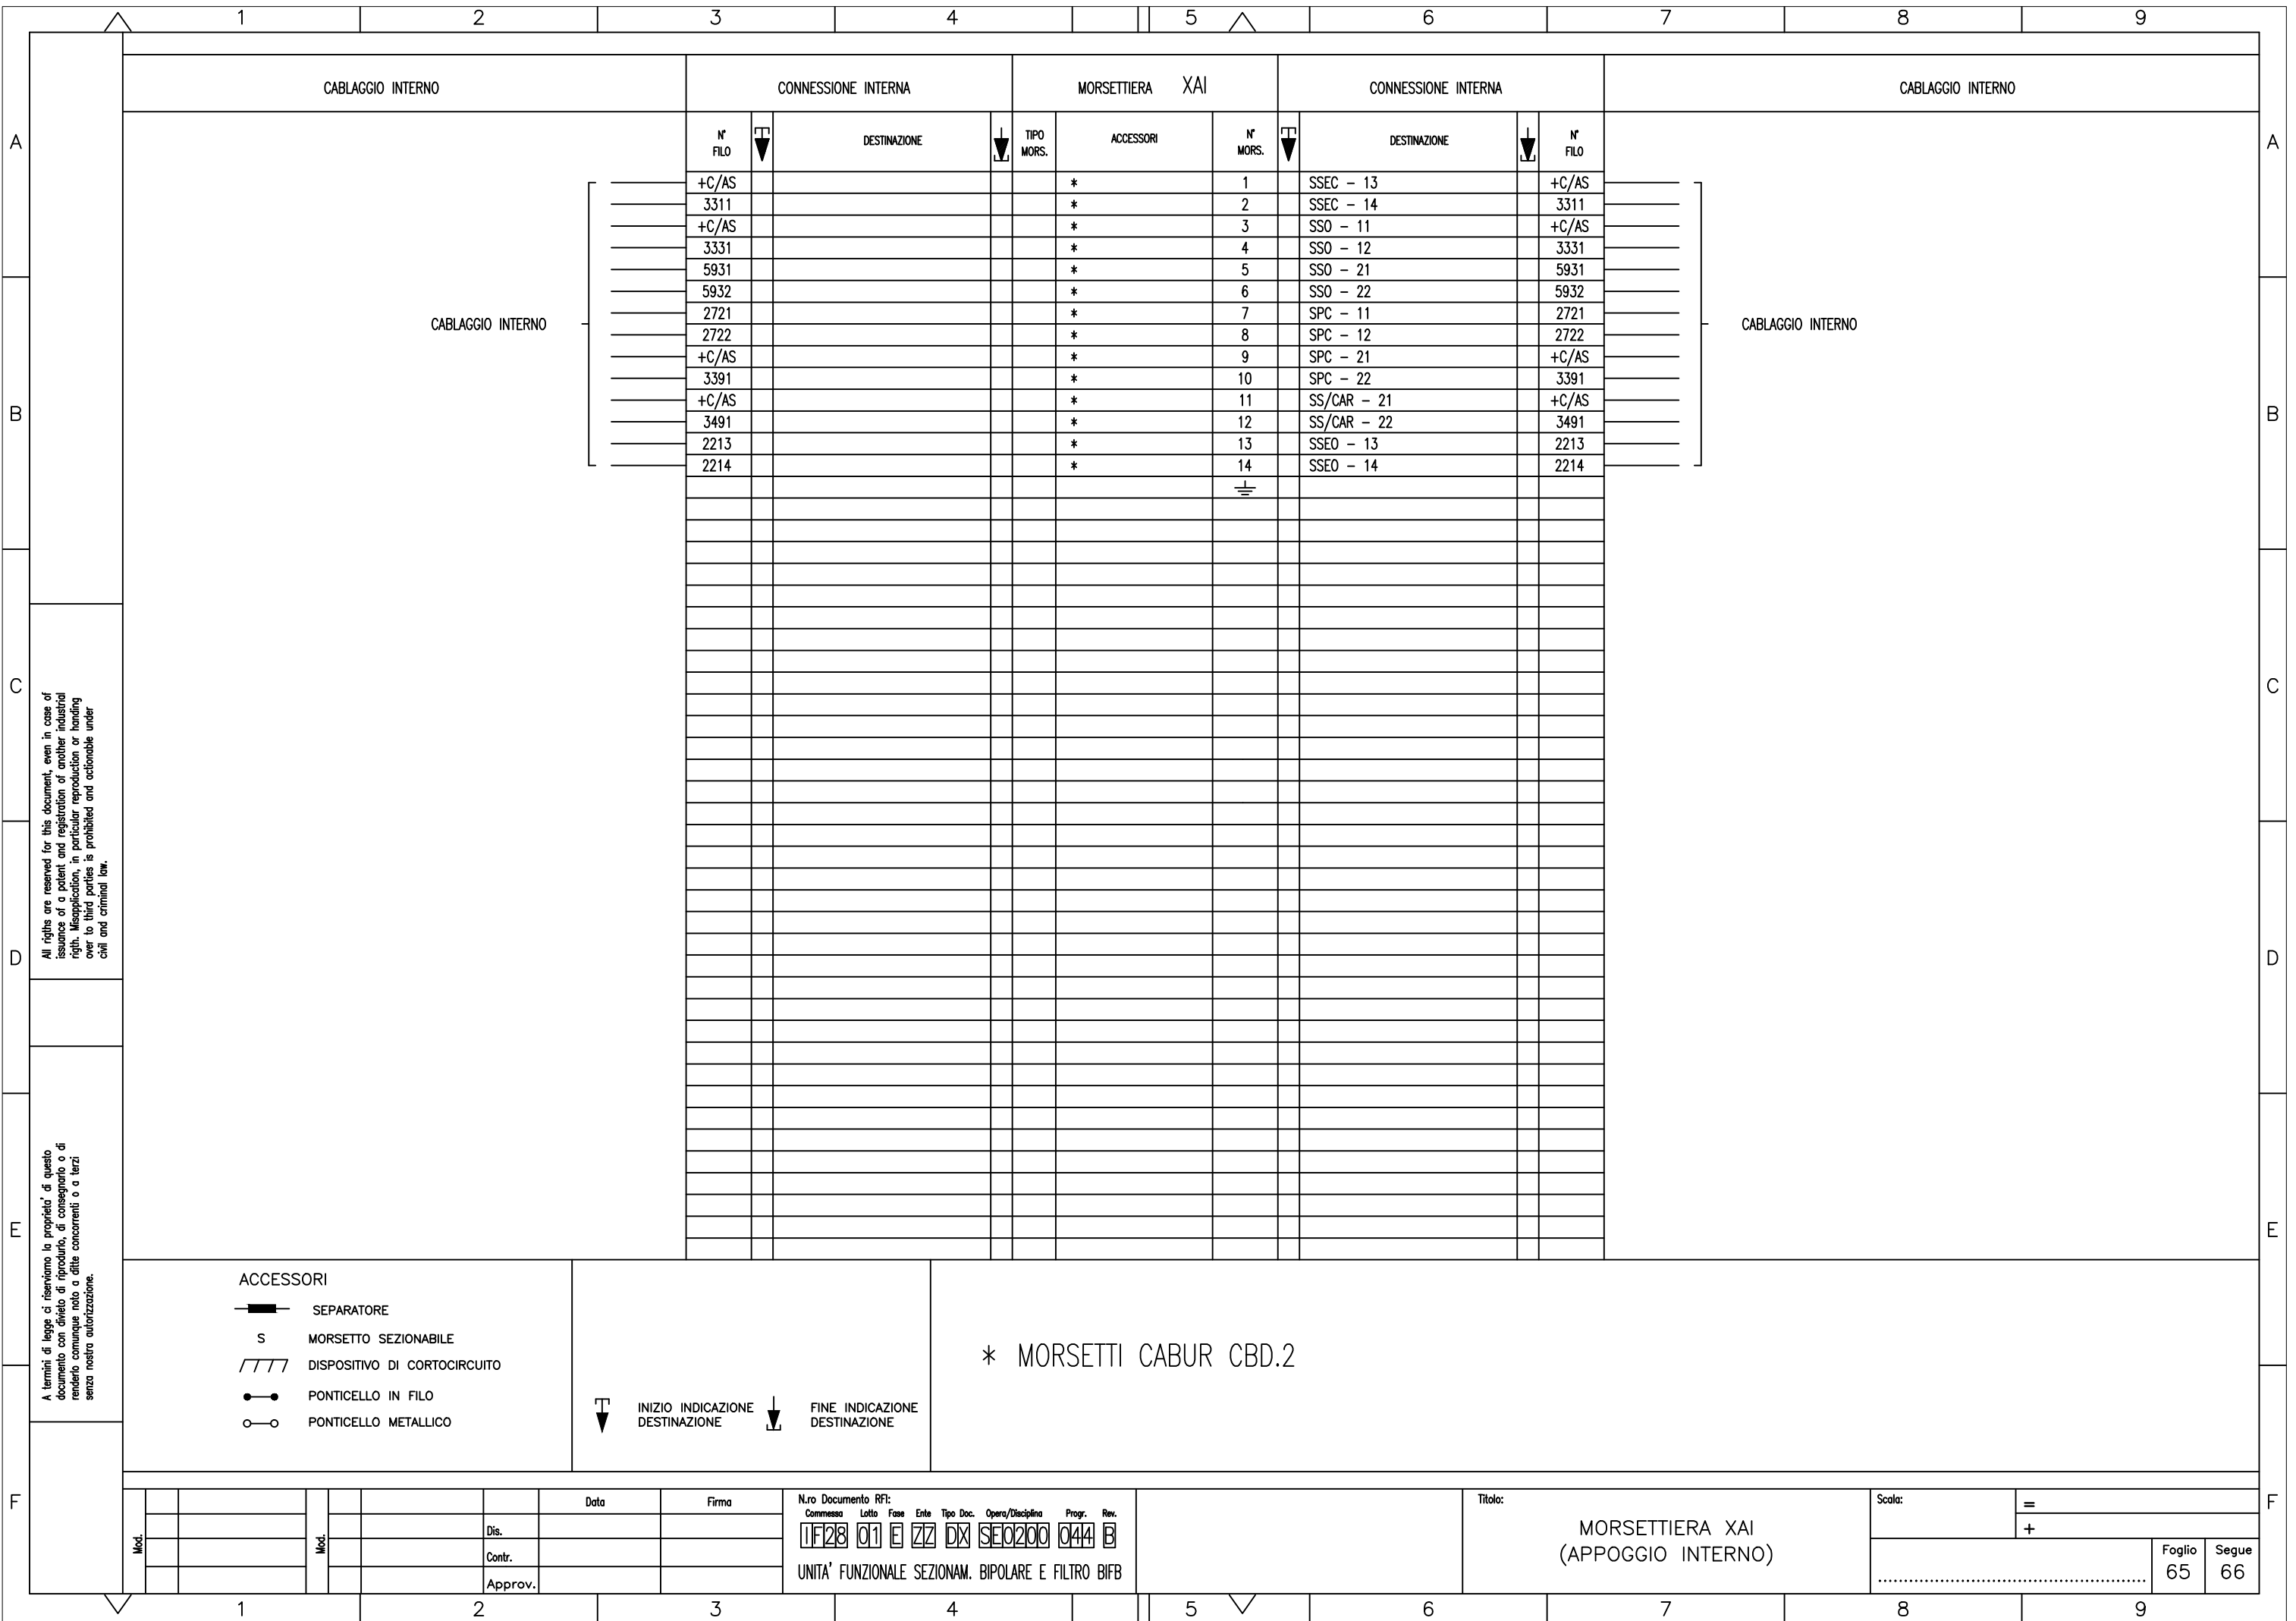 1 2 3 4 5 6 7 8 9
CABLAGGIO INTERNO CONNESSIONE INTERNA MORSETTIERA XAI CONNESSIONE INTERNA CABLAGGIO INTERNO
A N° FILO DESTINAZIONE TIPO MORS. ACCESSORI N° MORS. DESTINAZIONE N° FILO A
+C/AS * 1 SSEC - 13 +C/AS
3311 * 2 SSEC - 14 3311
+C/AS * 3 SSO - 11 +C/AS
3331 * 4 SSO - 12 3331
5931 * 5 SSO - 21 5931
5932 * 6 SSO - 22 5932
2721 * 7 SPC - 11 2721
CABLAGGIO INTERNO CABLAGGIO INTERNO
2722 * 8 SPC - 12 2722
+C/AS * 9 SPC - 21 +C/AS
3391 * 10 SPC - 22 3391
+C/AS * 11 SS/CAR - 21 +C/AS
B B
3491 * 12 SS/CAR - 22 3491
2213 * 13 SSEO - 13 2213
2214 * 14 SSEO - 14 2214
C C
All rigths are reserved for this document, even in case of
issuance of a patent and registration of another industrial
rigth. Misapplication, in particular reproduction or handing
over to third parties is prohibited and actionable under
civil and criminal law.
D D
A termini di legge ci riserviamo la proprieta' di questo
documento con divieto di riprodurlo, di consegnarlo o di
renderlo comunque noto a ditte concorrenti o a terzi
senza nostra autorizzazione.
E E
ACCESSORI
SEPARATORE
S MORSETTO SEZIONABILE
DISPOSITIVO DI CORTOCIRCUITO
PONTICELLO IN FILO
PONTICELLO METALLICO
INIZIO INDICAZIONE
DESTINAZIONE
FINE INDICAZIONE
DESTINAZIONE
* MORSETTI CABUR CBD.2
F F
Mod. Mod.
Data Firma
Dis.
Contr.
Approv.
N.ro Documento RFI:
Commessa Lotto Fase Ente Tipo Doc. Opera/Disciplina Progr. Rev.
IF28 01 E ZZ DX SE0200 044 B
UNITA' FUNZIONALE SEZIONAM. BIPOLARE E FILTRO BIFB
Titolo:
MORSETTIERA XAI
(APPOGGIO INTERNO)
Scala: =
+
Foglio Segue
65 66
1 2 3 4 5 6 7 8 9